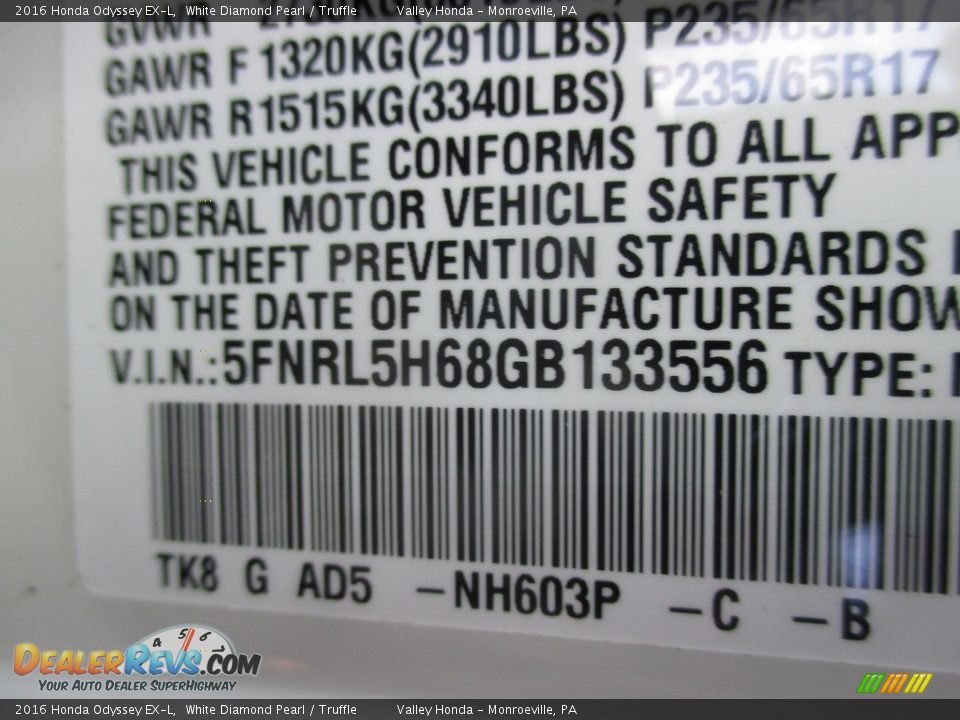 2016 Honda Odyssey EX-L, White Diamond Pearl / Truffle Valley Honda - Monroeville, PA
GAWR F 1320KG(2910LBS) P235/65R17
GAWR R 1515KG(3340LBS) P235/65R17
THIS VEHICLE CONFORMS TO ALL APP
FEDERAL MOTOR VEHICLE SAFETY
AND THEFT PREVENTION STANDARDS
ON THE DATE OF MANUFACTURE SHOW
V.I.N.:5FNRL5H68GB133556 TYPE:
TK8 G AD5 -NH603P -C -B
4 5 6
DEALERREVS.COM
YOUR AUTO DEALER SUPERHIGHWAY
2016 Honda Odyssey EX-L, White Diamond Pearl / Truffle Valley Honda - Monroeville, PA